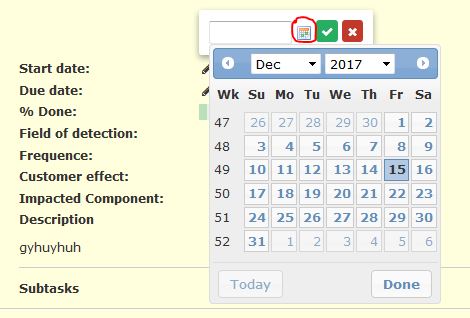 Dec 2017
Start date:
Due date:
% Done:
Field of detection:
Frequence:
Customer effect:
Impacted Component:
Description
gyhuyhuh
Subtasks
Wk Su Mo Tu We Th Fr Sa
47 26 27 28 29 30 1 2
48 3 4 5 6 7 8 9
49 10 11 12 13 14 15 16
50 17 18 19 20 21 22 23
51 24 25 26 27 28 29 30
52 31 1 2 3 4 5 6
Today Done